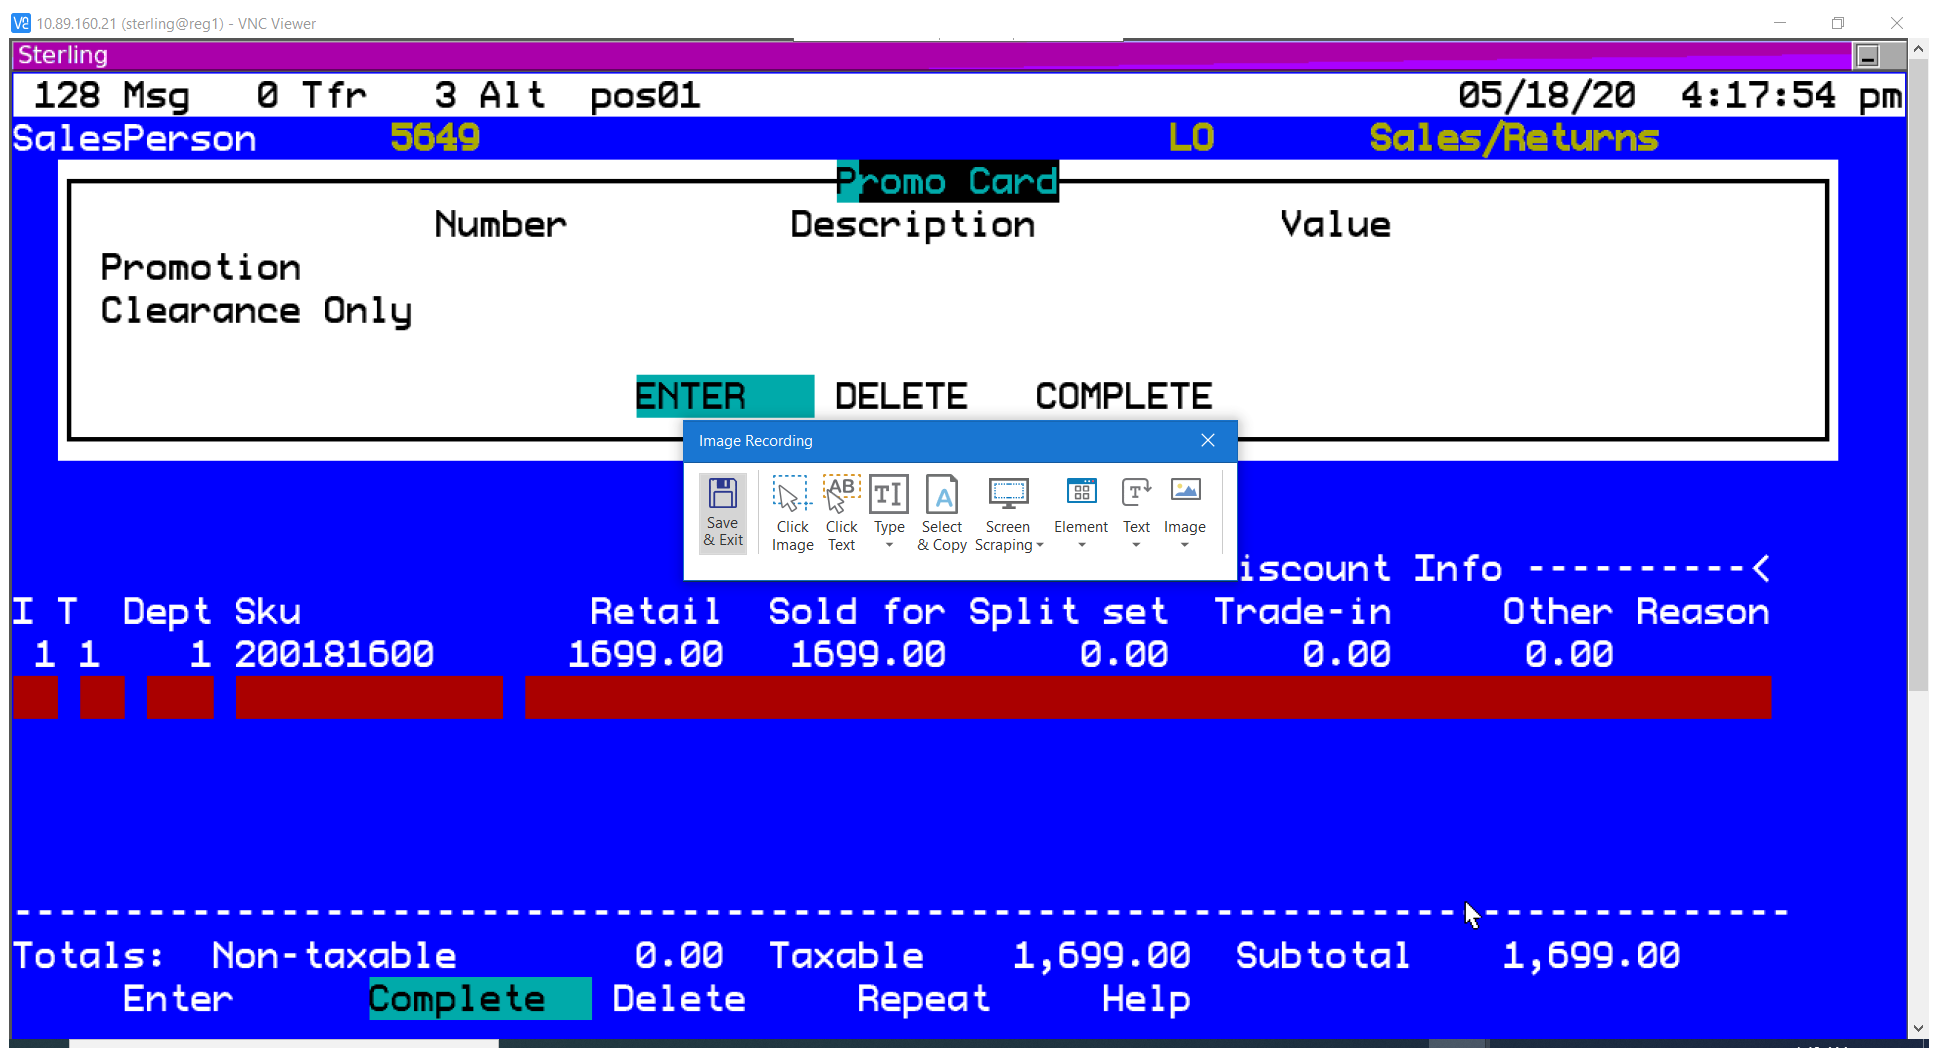 10.89.160.21 (sterling@reg1) - VNC Viewer
Sterling
128 Msg 0 Tfr 3 Alt pos01 05/18/20 4:17:54 pm
SalesPerson 5649 LO Sales/Returns
Promo Card
Number Description Value
Promotion
Clearance Only
ENTER DELETE COMPLETE
Image Recording
Save & Exit
Click Image
Click Text
Type
Select & Copy
Screen Scraping
Element
Text
Image
iscount Info ----------<
I T Dept Sku Retail Sold for Split set Trade-in Other Reason
1 1 1 200181600 1699.00 1699.00 0.00 0.00 0.00
Totals: Non-taxable 0.00 Taxable 1,699.00 Subtotal 1,699.00
Enter Complete Delete Repeat Help